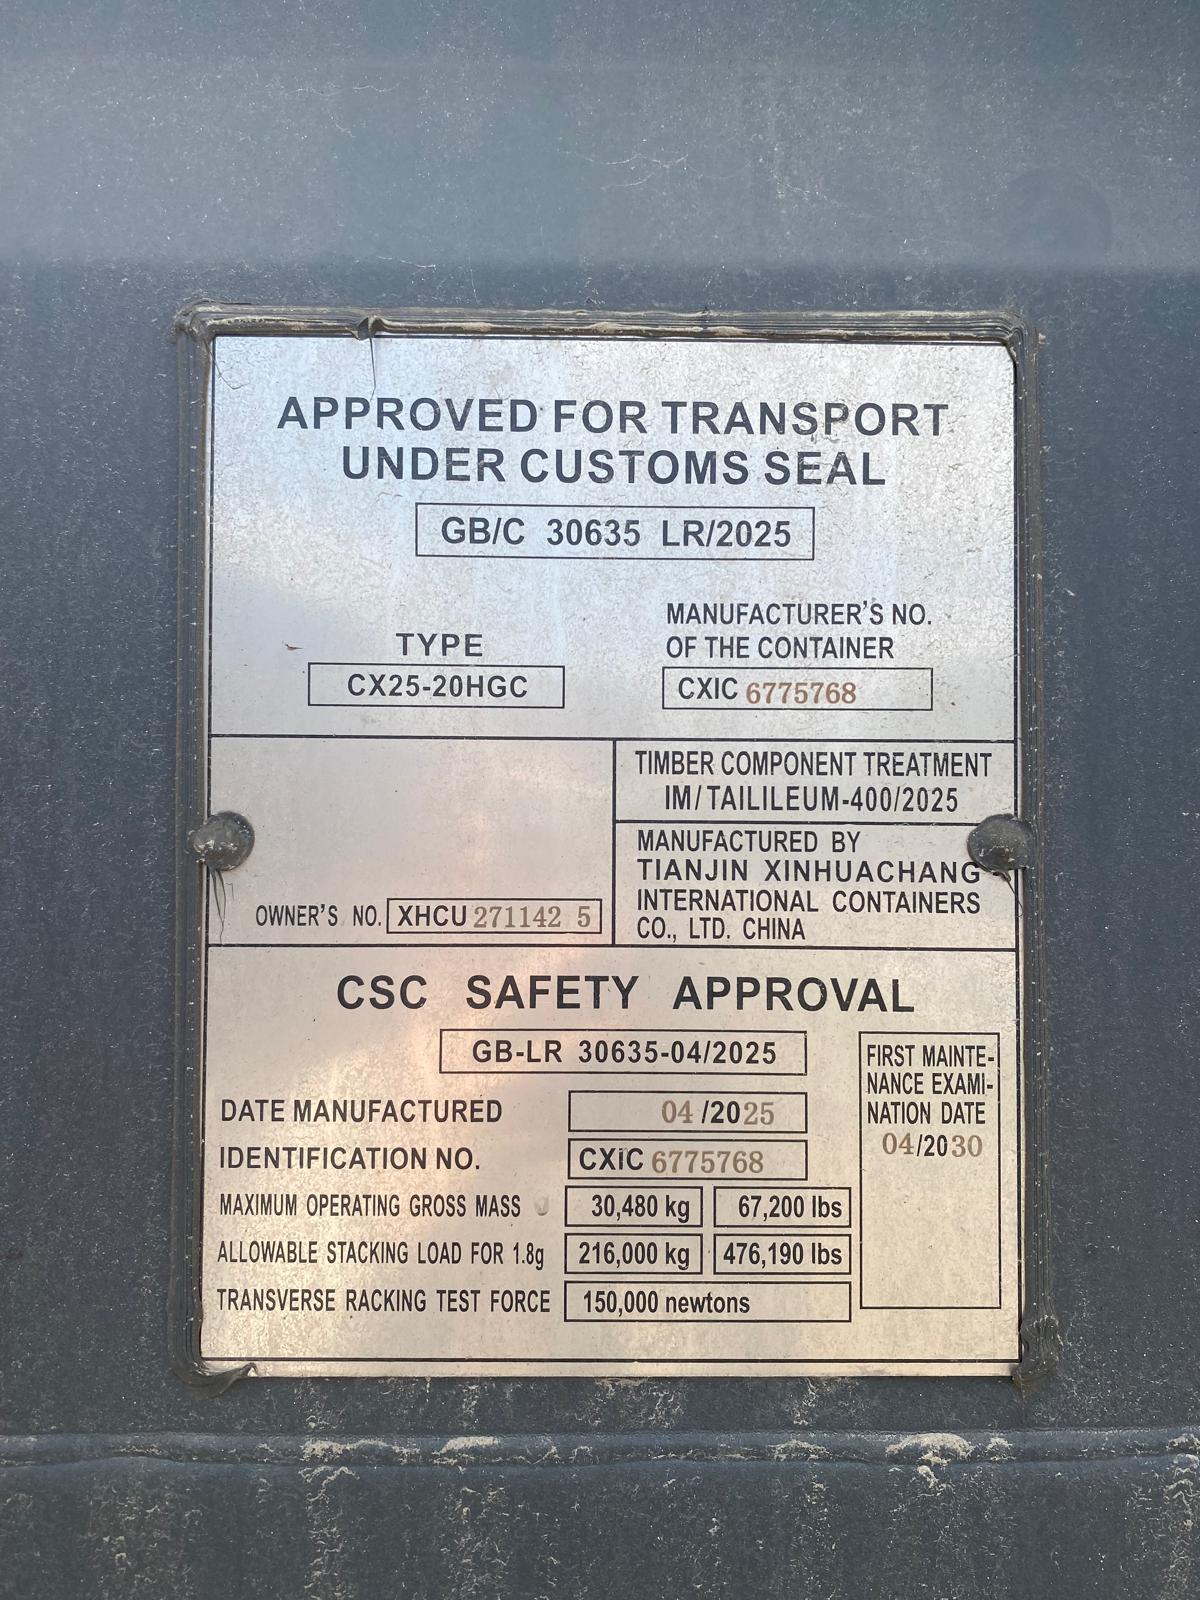 APPROVED FOR TRANSPORT
UNDER CUSTOMS SEAL
GB/C 30635 LR/2025
TYPE
CX25-20HGC
MANUFACTURER'S NO.
OF THE CONTAINER
CXIC 6775768
OWNER'S NO. XHCU 271142 5
TIMBER COMPONENT TREATMENT
IM/TAILILEUM-400/2025
MANUFACTURED BY
TIANJIN XINHUACHANG
INTERNATIONAL CONTAINERS
CO., LTD. CHINA
CSC SAFETY APPROVAL
GB-LR 30635-04/2025
DATE MANUFACTURED 04/2025
IDENTIFICATION NO. CXiC 6775768
MAXIMUM OPERATING GROSS MASS 30,480 kg 67,200 lbs
ALLOWABLE STACKING LOAD FOR 1.8g 216,000 kg 476,190 lbs
TRANSVERSE RACKING TEST FORCE 150,000 newtons
FIRST MAINTE-
NANCE EXAMI-
NATION DATE
04/2030